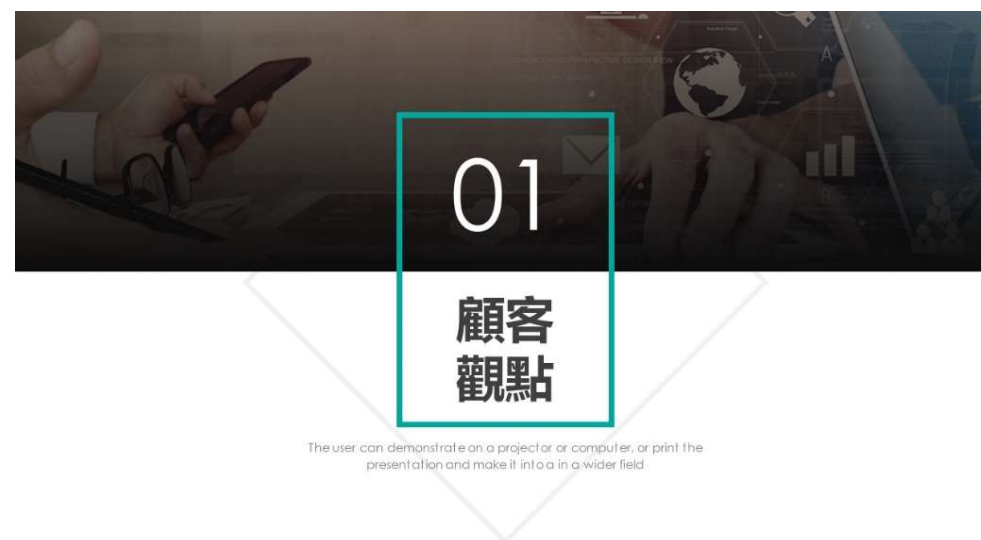 01
顧客
觀點
The user can demonstrate on a projector or computer, or print the
presentation and make it into a in a wider field